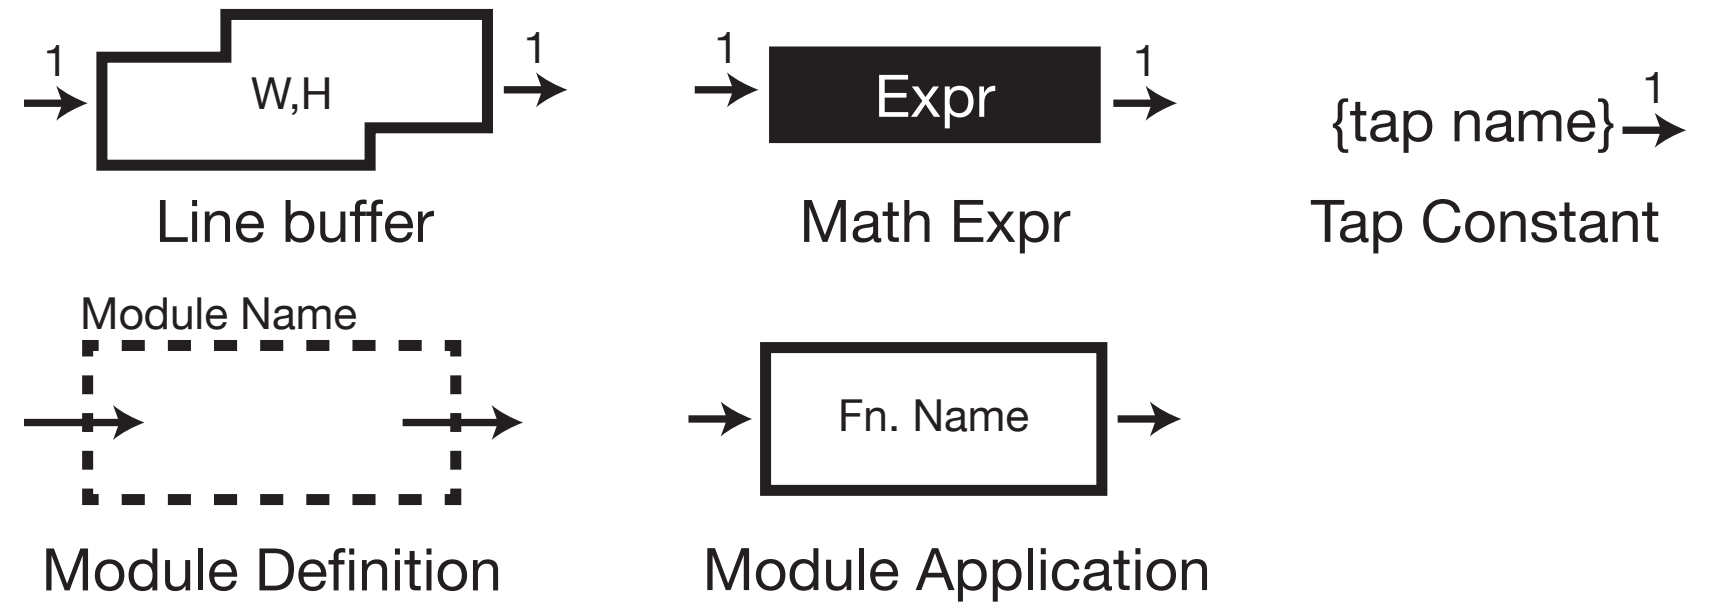 1
W,H
1
Line buffer
1
Expr
1
Math Expr
{tap name}
1
Tap Constant
Module Name
Module Definition
Fn. Name
Module Application